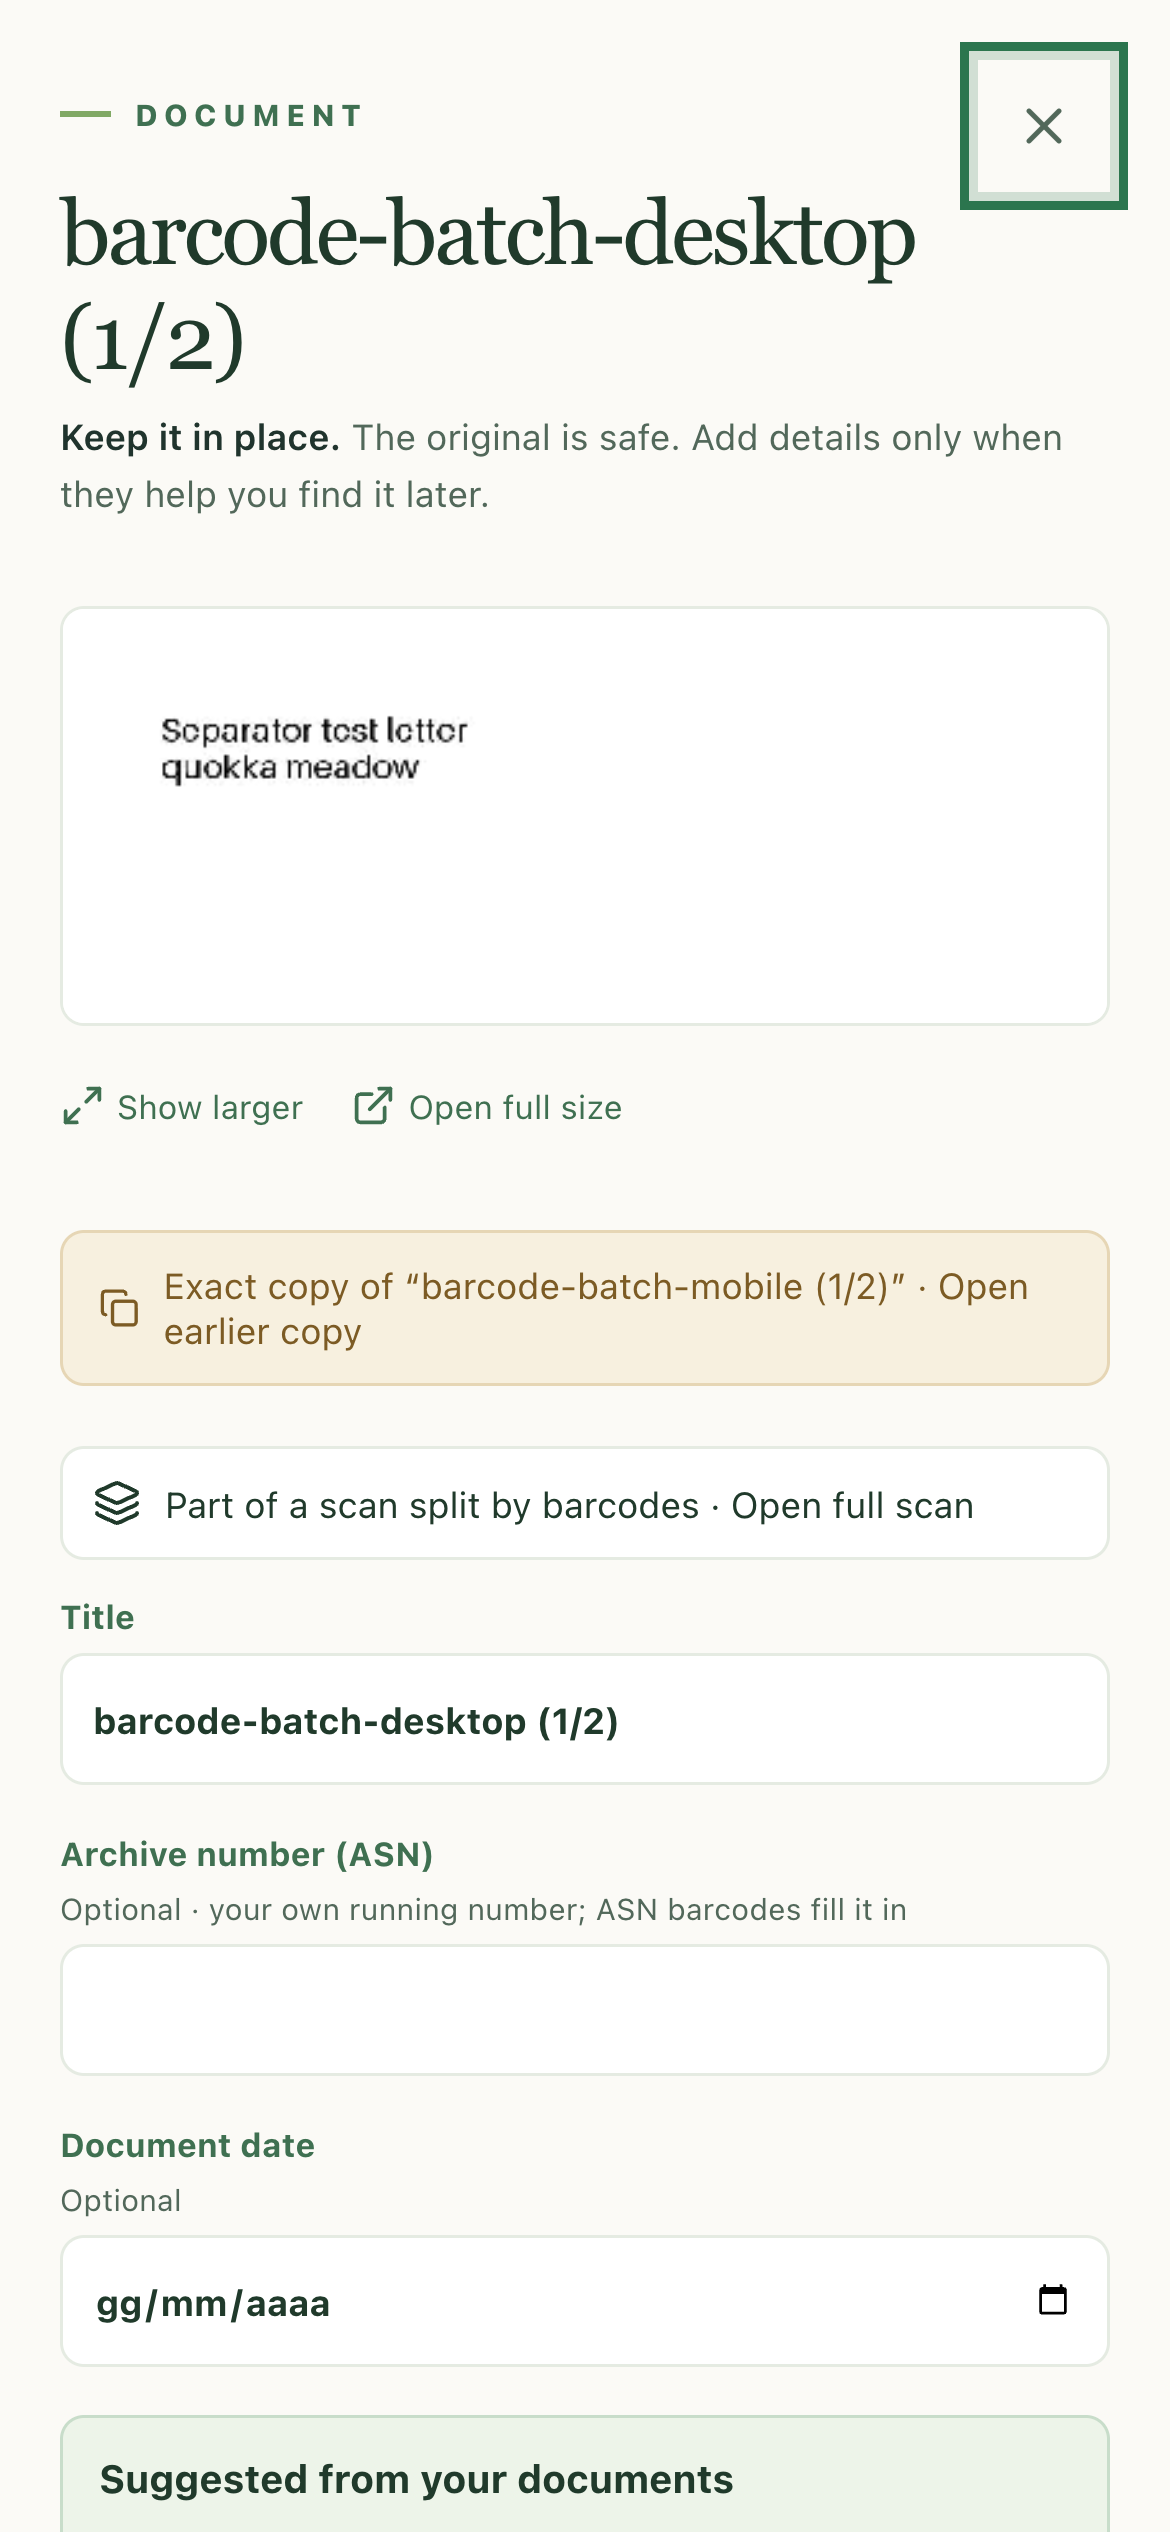 DOCUMENT
barcode-batch-desktop
(1/2)
Keep it in place. The original is safe. Add details only when
they help you find it later.
Separator test letter
quokka meadow
Show larger
Open full size
Exact copy of “barcode-batch-mobile (1/2)” · Open
earlier copy
Part of a scan split by barcodes · Open full scan
Title
barcode-batch-desktop (1/2)
Archive number (ASN)
Optional · your own running number; ASN barcodes fill it in
Document date
Optional
gg/mm/aaaa
Suggested from your documents